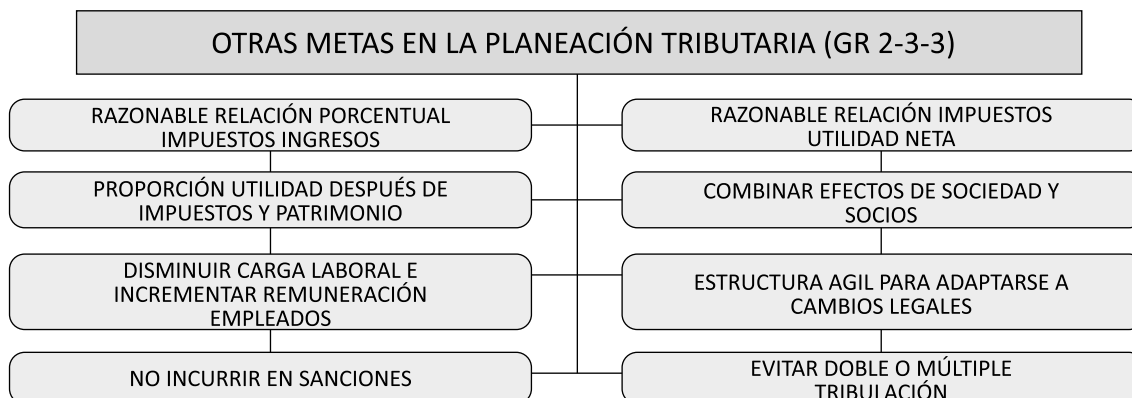 OTRAS METAS EN LA PLANEACIÓN TRIBUTARIA (GR 2-3-3)
RAZONABLE RELACIÓN PORCENTUAL
IMPUESTOS INGRESOS
RAZONABLE RELACIÓN IMPUESTOS
UTILIDAD NETA
PROPORCIÓN UTILIDAD DESPUÉS DE
IMPUESTOS Y PATRIMONIO
COMBINAR EFECTOS DE SOCIEDAD Y
SOCIOS
DISMINUIR CARGA LABORAL E
INCREMENTAR REMUNERACIÓN
EMPLEADOS
ESTRUCTURA AGIL PARA ADAPTARSE A
CAMBIOS LEGALES
NO INCURRIR EN SANCIONES
EVITAR DOBLE O MÚLTIPLE
TRIBULACIÓN